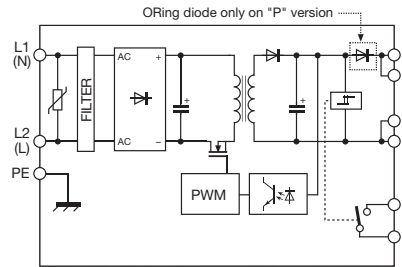 ORing diode only on "P" version
L1
(N)
FILTER
AC
+
+
+
AC
−
L2
(L)
PE
PWM